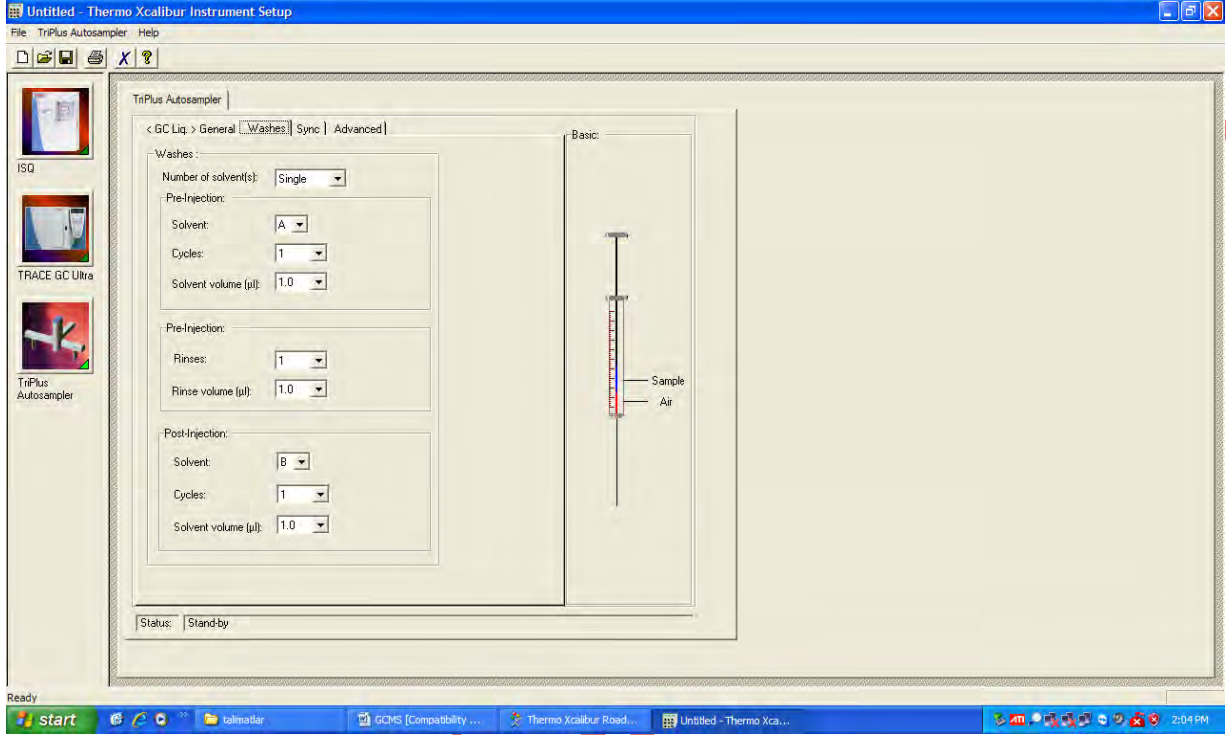 Untitled - Thermo Xcalibur Instrument Setup
File TriPlus Autosampler Help
ISQ
TRACE GC Ultra
TriPlus
Autosampler
TriPlus Autosampler
< GC Liq. > General Washes Sync Advanced
Washes :
Number of solvent(s): Single
Pre-Injection:
Solvent: A
Cycles: 1
Solvent volume (µl): 1.0
Pre-Injection:
Rinses: 1
Rinse volume (µl): 1.0
Post-Injection:
Solvent: B
Cycles: 1
Solvent volume (µl): 1.0
Basic:
Sample
Air
Status: Stand-by
Ready
start talimatlar GCMS [Compatibility ... Thermo Xcalibur Road... Untitled - Thermo Xca... ATI 2:04 PM